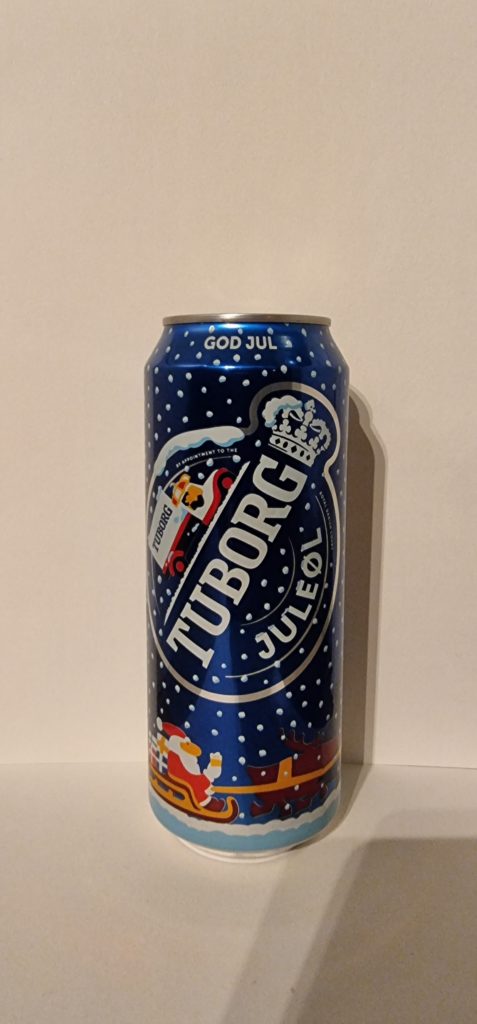 GOD JUL
BY APPOINTMENT TO THE
TUBORG
TUBORG
JULEØL